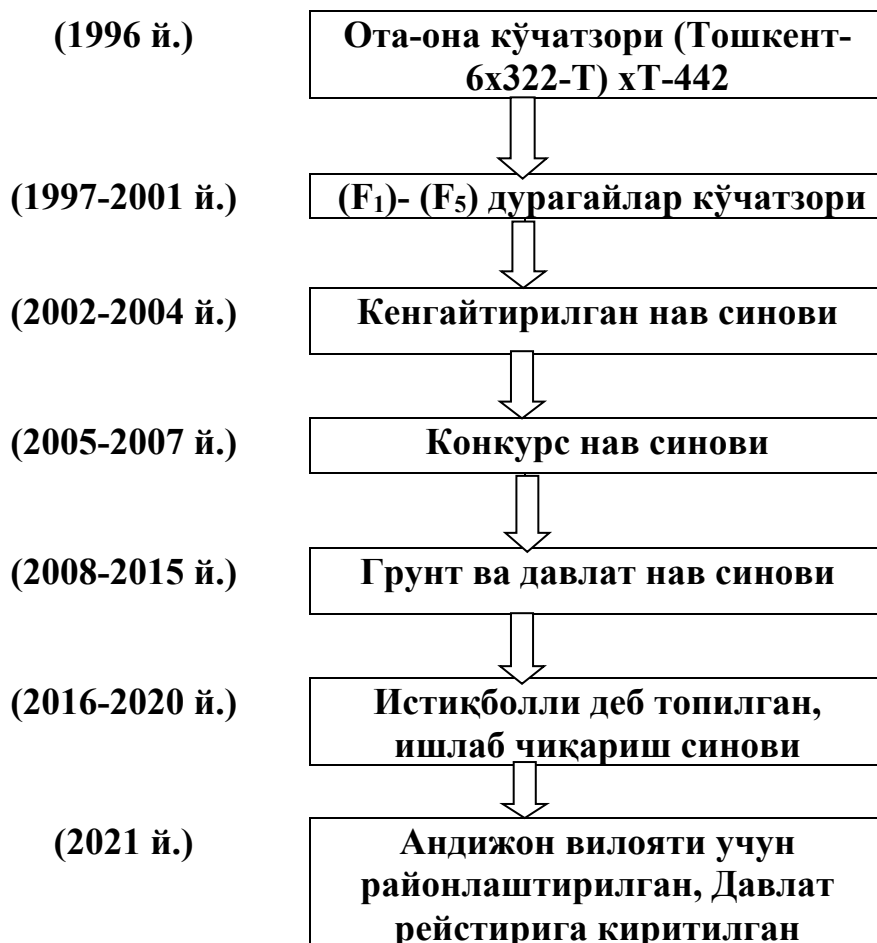 (1996 й.)
Ота-она кўчатзори (Тошкент-
6х322-Т) хТ-442
(1997-2001 й.)
(F₁)- (F₅) дурагайлар кўчатзори
(2002-2004 й.)
Кенгайтирилган нав синови
(2005-2007 й.)
Конкурс нав синови
(2008-2015 й.)
Грунт ва давлат нав синови
(2016-2020 й.)
Истиқболли деб топилган,
ишлаб чиқариш синови
(2021 й.)
Андижон вилояти учун
районлаштирилган, Давлат
рейстирига киритилган